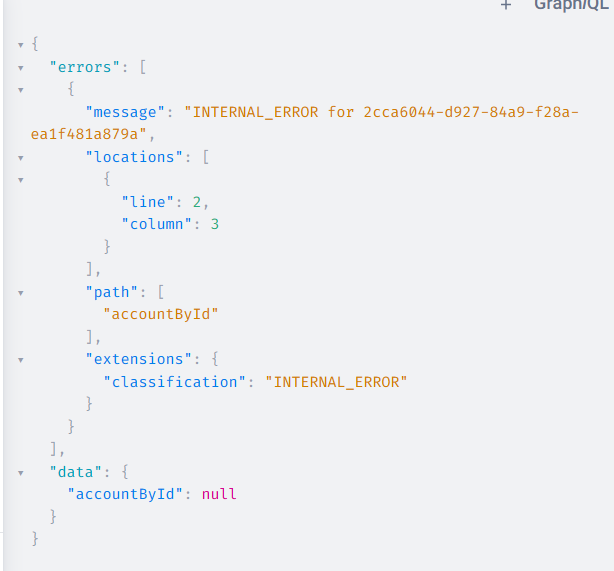 + GraphiQL
{
"errors": [
{
"message": "INTERNAL_ERROR for 2cca6044-d927-84a9-f28a-
ea1f481a879a",
"locations": [
{
"line": 2,
"column": 3
}
],
"path": [
"accountById"
],
"extensions": {
"classification": "INTERNAL_ERROR"
}
}
],
"data": {
"accountById": null
}
}